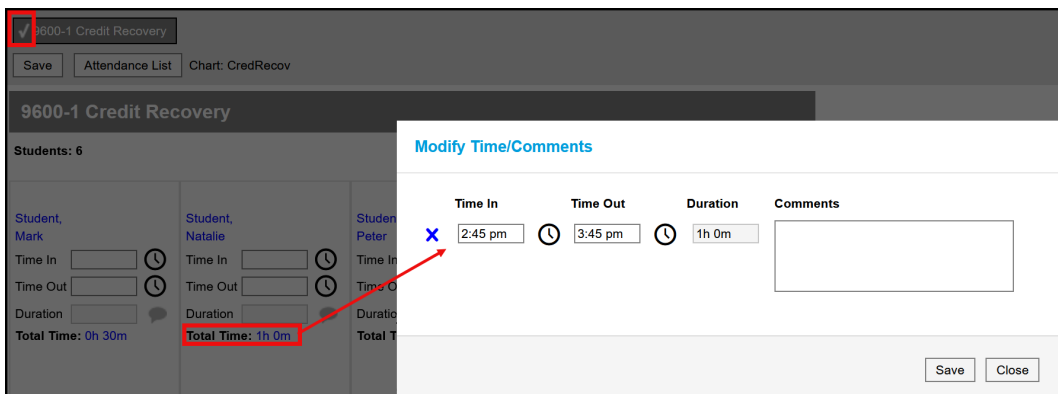 9600-1 Credit Recovery
Save Attendance List Chart: CredRecov
9600-1 Credit Recovery
Students: 6
Student,
Mark
Time In
Time Out
Duration
Total Time: 0h 30m
Student,
Natalie
Time In
Time Out
Duration
Total Time: 1h 0m
Studen
Peter
Time In
Time O
Duratio
Total T
Modify Time/Comments
Time In Time Out Duration Comments
2:45 pm 3:45 pm 1h 0m
Save Close